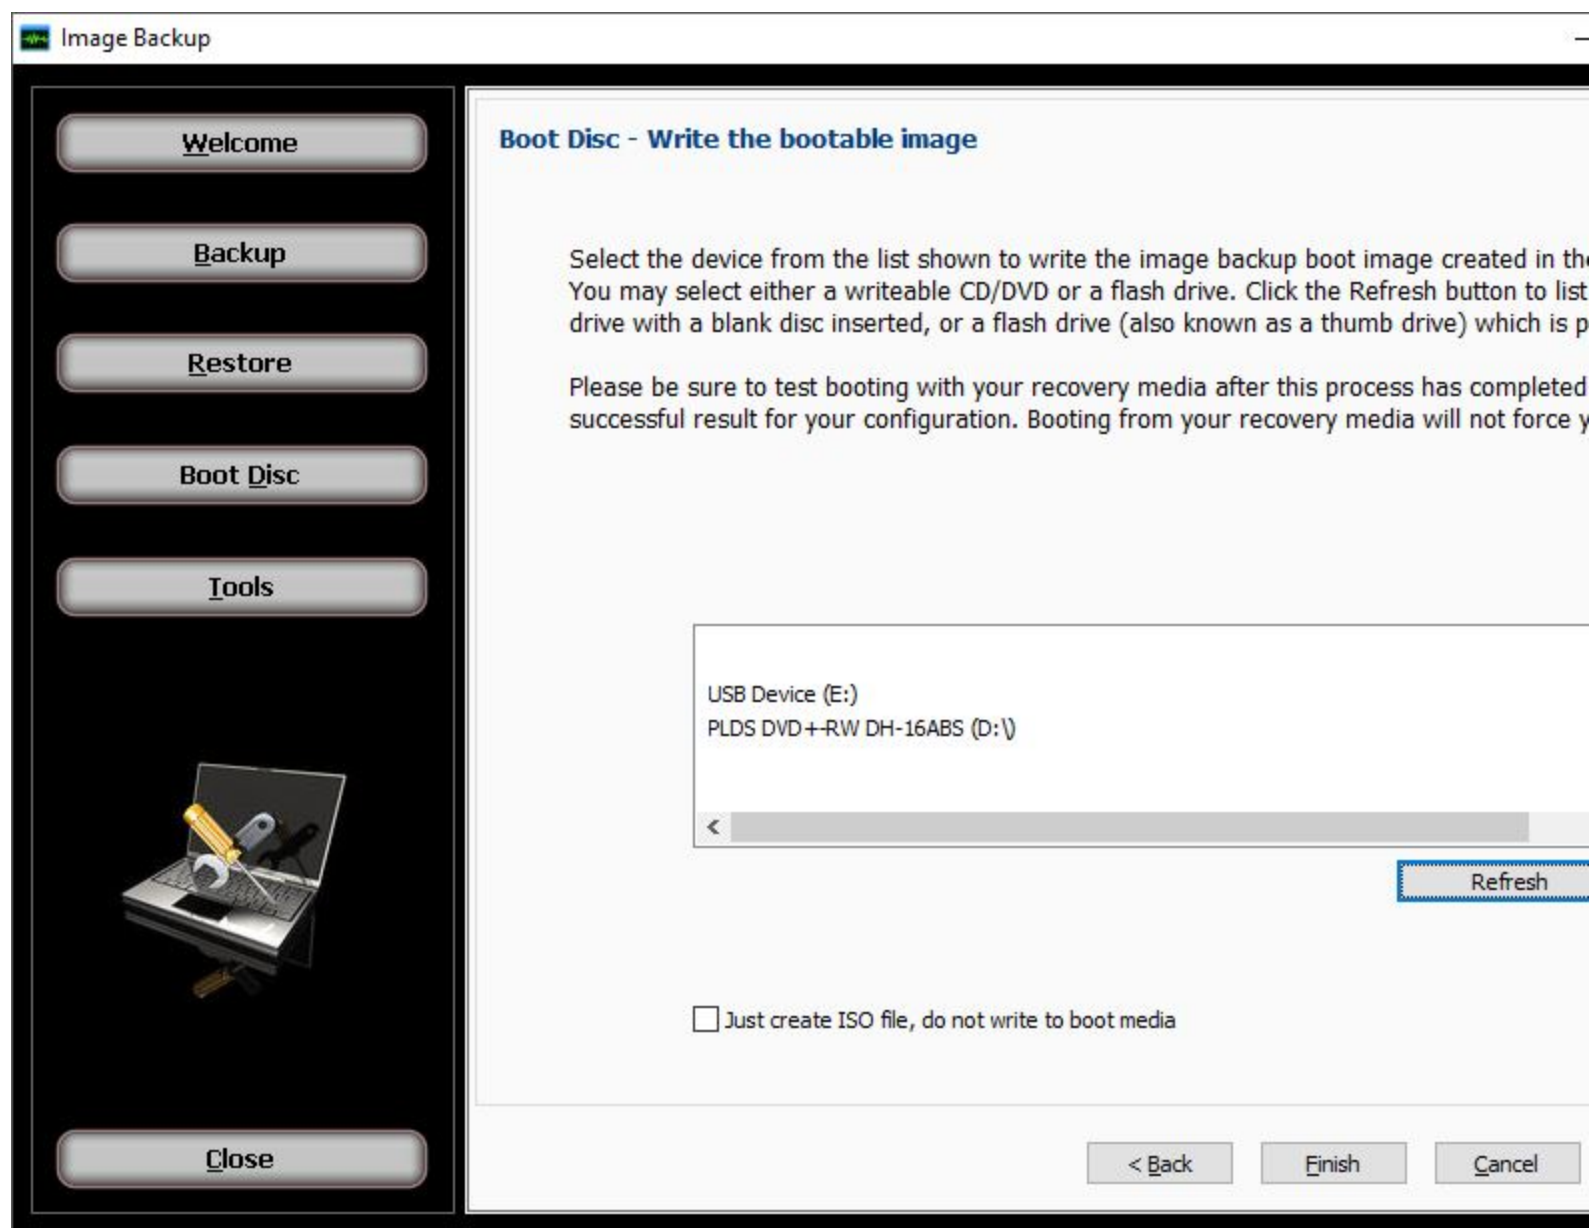 Image Backup
Welcome
Backup
Restore
Boot Disc
Tools
Close
Boot Disc - Write the bootable image
Select the device from the list shown to write the image backup boot image created in the
You may select either a writeable CD/DVD or a flash drive. Click the Refresh button to list
drive with a blank disc inserted, or a flash drive (also known as a thumb drive) which is
Please be sure to test booting with your recovery media after this process has completed
successful result for your configuration. Booting from your recovery media will not force
USB Device (E:)
PLDS DVD+-RW DH-16ABS (D:\)
Refresh
Just create ISO file, do not write to boot media
< Back
Finish
Cancel